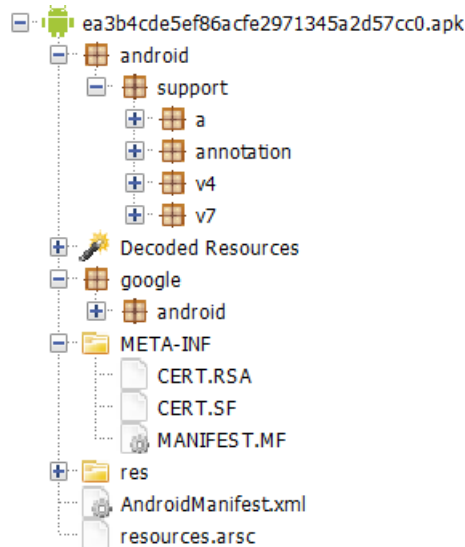 ea3b4cde5ef86acfe2971345a2d57cc0.apk
android
support
a
annotation
v4
v7
Decoded Resources
google
android
META-INF
CERT.RSA
CERT.SF
MANIFEST.MF
res
AndroidManifest.xml
resources.arsc